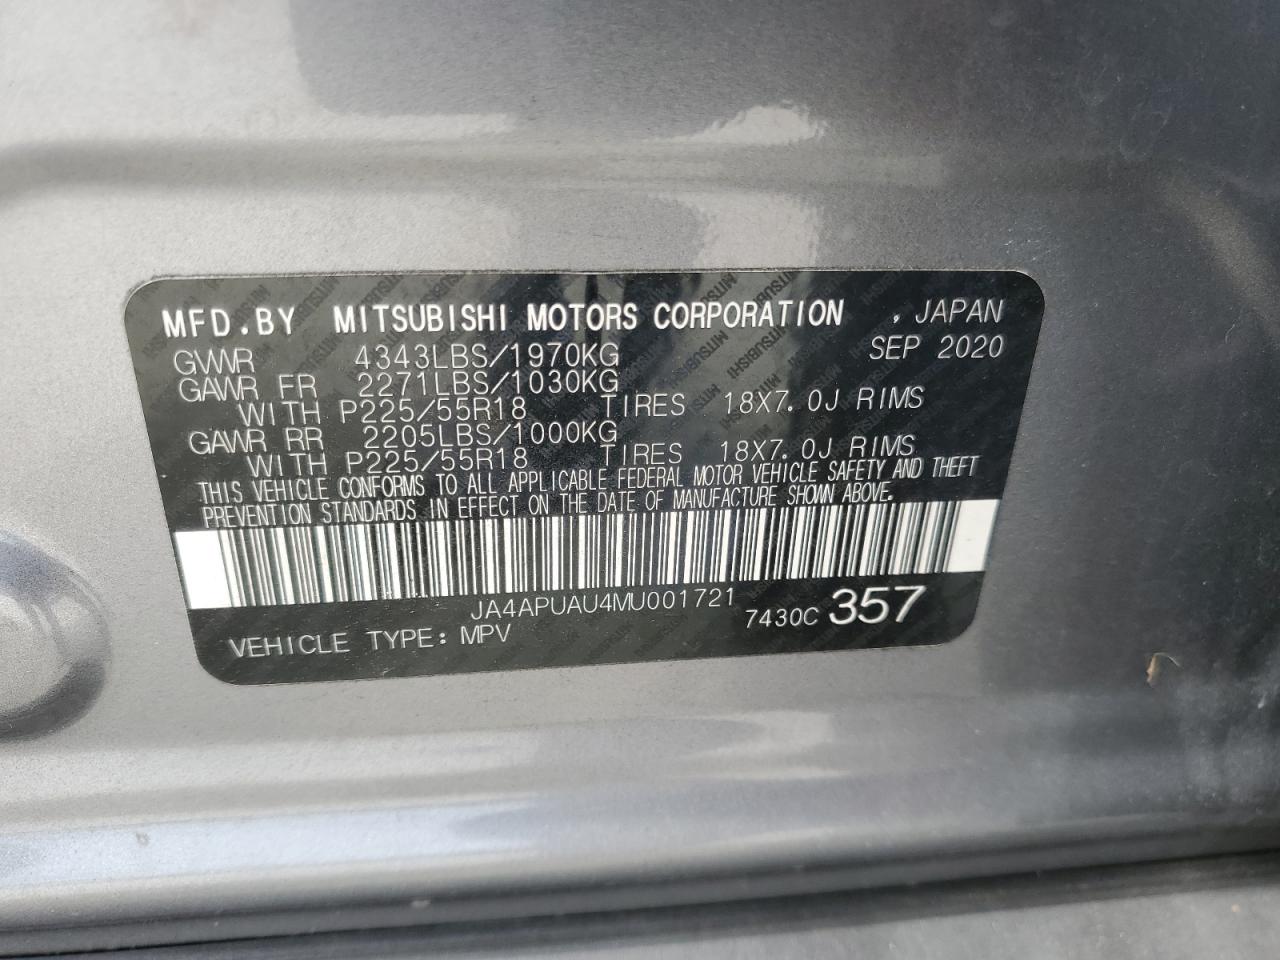 MFD.BY MITSUBISHI MOTORS CORPORATION , JAPAN
SEP 2020
GVWR 4343LBS/1970KG
GAWR FR 2271LBS/1030KG
WITH P225/55R18 TIRES 18X7.0J RIMS
GAWR RR 2205LBS/1000KG
WITH P225/55R18 TIRES 18X7.0J RIMS
THIS VEHICLE CONFORMS TO ALL APPLICABLE FEDERAL MOTOR VEHICLE SAFETY AND THEFT
PREVENTION STANDARDS IN EFFECT ON THE DATE OF MANUFACTURE SHOWN ABOVE.
JA4APUAU4MU001721
VEHICLE TYPE: MPV 7430C 357